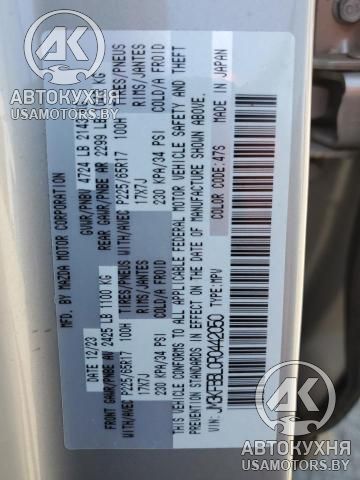 MFD. BY MAZDA MOTOR CORPORATION
12/23 GVWR/PNBV 4724 LB 2143 KG
FRONT GAWR/PNBE AV 2425 LB 1100 KG REAR GAWR/PNBE AR 2299 LB
WITH/AVEC P225/65R17 100H TIRES/PNEUS WITH/AVEC P225/65R17 100H TIRES/PNEUS
17X7J RIMS/JANTES 17X7J RIMS/JANTES
230 KPA/34 PSI COLD/A FROID 230 KPA/34 PSI COLD/A FROID
THIS VEHICLE CONFORMS TO ALL APPLICABLE FEDERAL MOTOR VEHICLE SAFETY AND THEFT
PREVENTION STANDARDS IN EFFECT ON THE DATE OF MANUFACTURE SHOWN ABOVE.
VIN: JM3KFBBL0R0442050 TYPE:MPV COLOR CODE: 47S MADE IN JAPAN
АВТОКУХНЯ
USAMOTORS.BY
АВТОКУХНЯ
USAMOTORS.BY